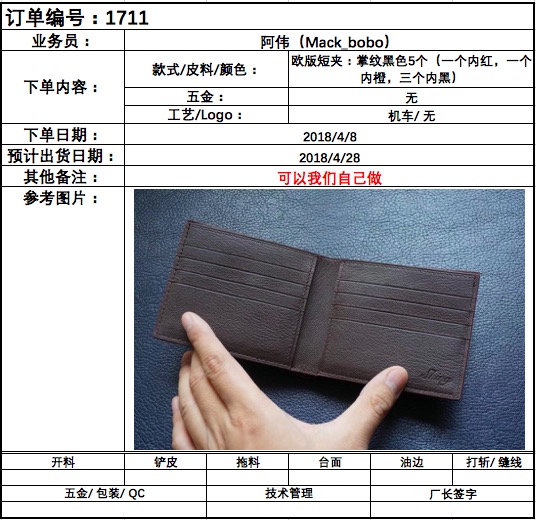 订单编号：1711
业务员： 阿伟（Mack_bobo）
下单内容： 款式/皮料/颜色： 欧版短夹：掌纹黑色5个（一个内红，一个
内橙，三个内黑）
五金： 无
工艺/Logo： 机车/ 无
下单日期： 2018/4/8
预计出货日期： 2018/4/28
其他备注： 可以我们自己做
参考图片：
开料 铲皮 拖料 台面 油边 打斩/ 缝线
五金/ 包装/ QC 技术管理 厂长签字